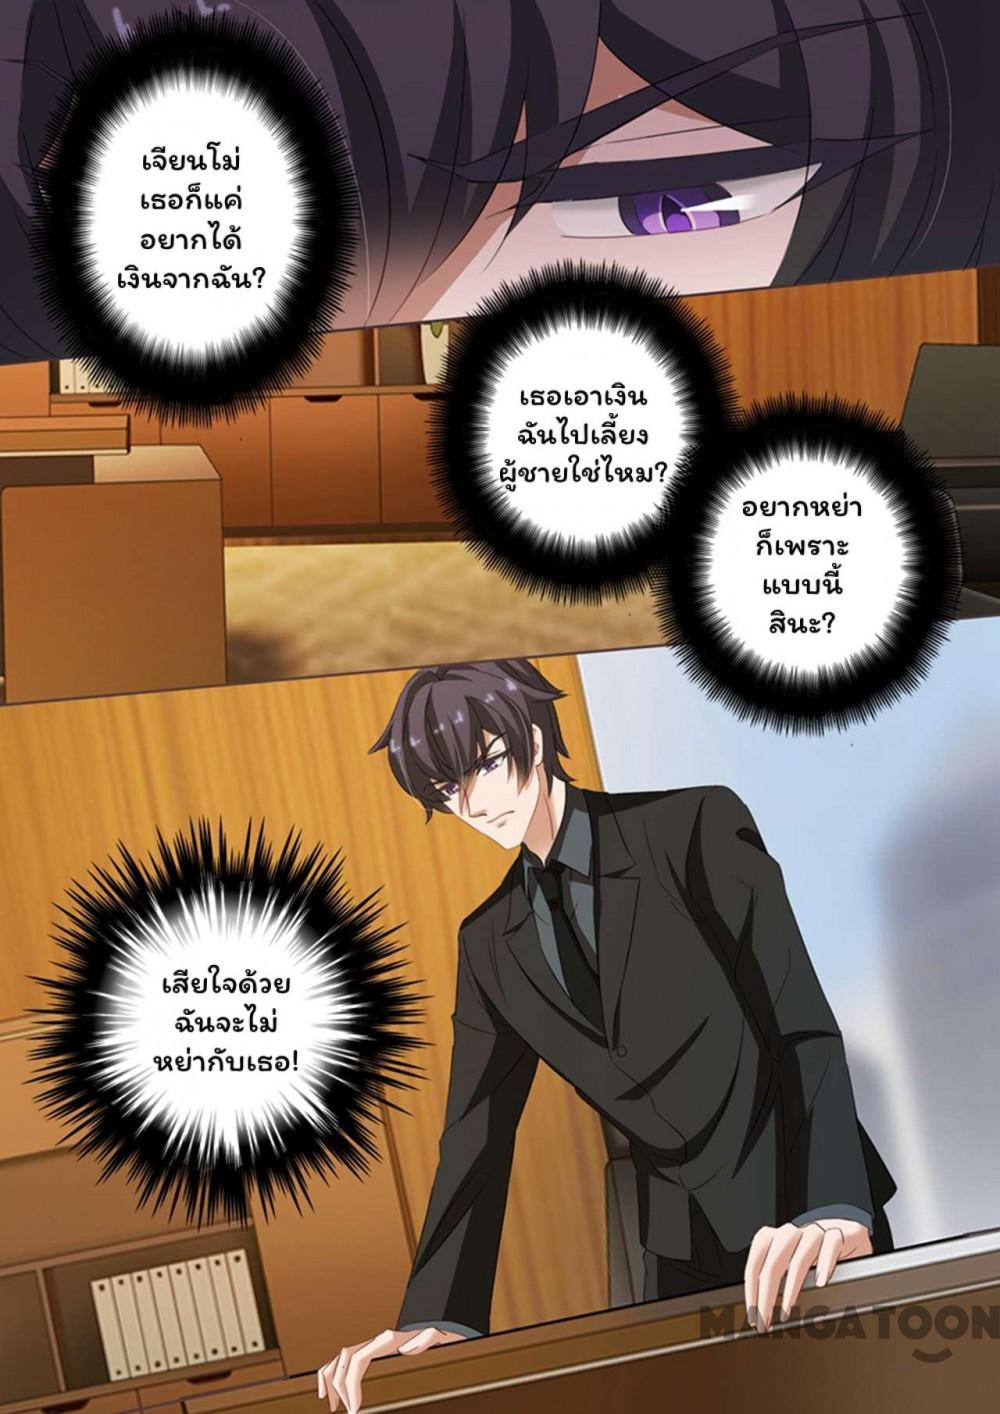 เจียนโม่
เธอก็แค่
อยากได้
เงินจากฉัน?
เธอเอาเงิน
ฉันไปเลี้ยง
ผู้ชายใช่ไหม?
อยากหย่า
ก็เพราะ
แบบนี้
สินะ?
เสียใจด้วย
ฉันจะไม่
หย่ากับเธอ!
MANGATOON